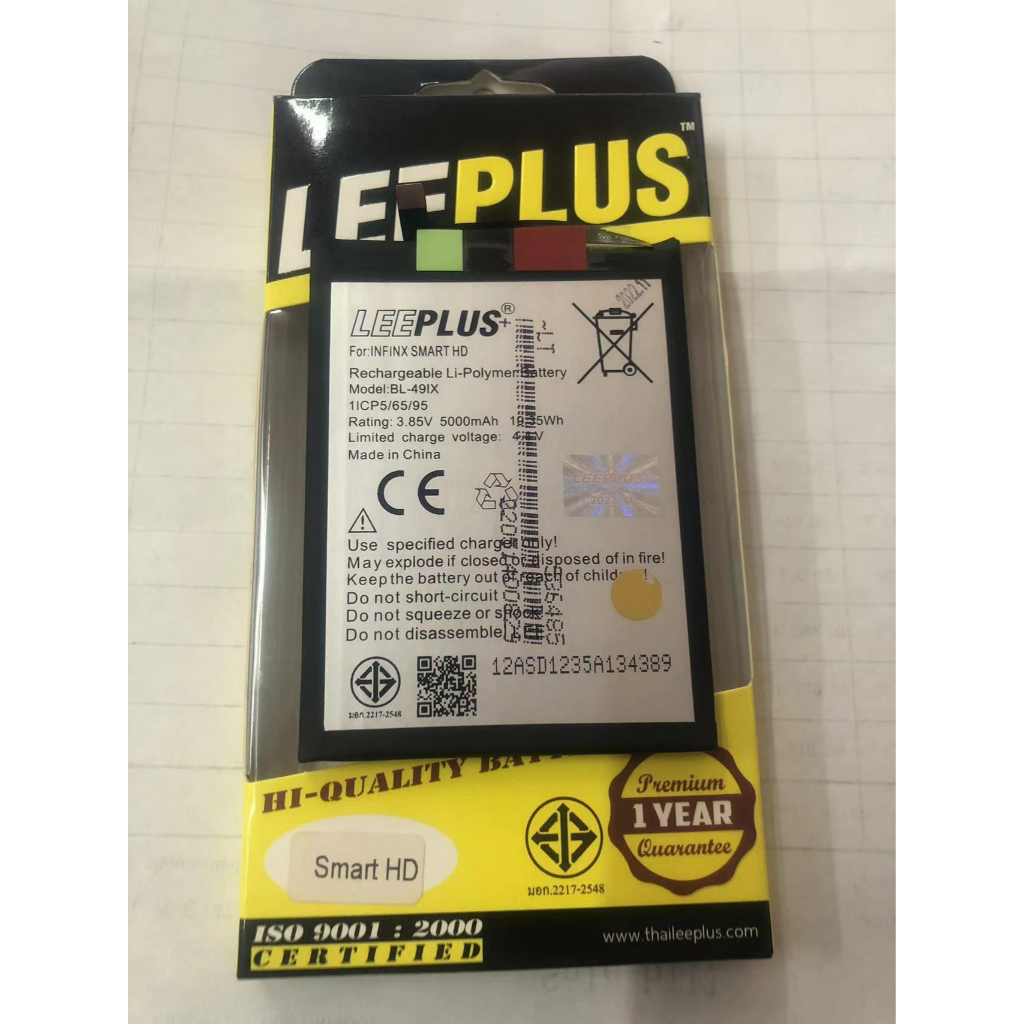 LEEPLUS™
2022.11
LEEPLUS®
For:INFINX SMART HD
Rechargeable Li-Polymer Battery
Model:BL-49IX
1ICP5/65/95
Rating: 3.85V 5000mAh
Limited charge voltage:
Made in China
CE
LEEPLUS
Use specified charger only!
May explode if closed or disposed of in fire!
Keep the battery out of reach of
Do not short-circuit
Do not squeeze or shock
Do not disassemble
12ASD1235A134389
มอก.2217-2548
HI-QUALITY
Premium
1 YEAR
Quarantee
Smart HD
มอก.2217-2548
ISO 9001 : 2000
CERTIFIED
www.thaileeplus.com